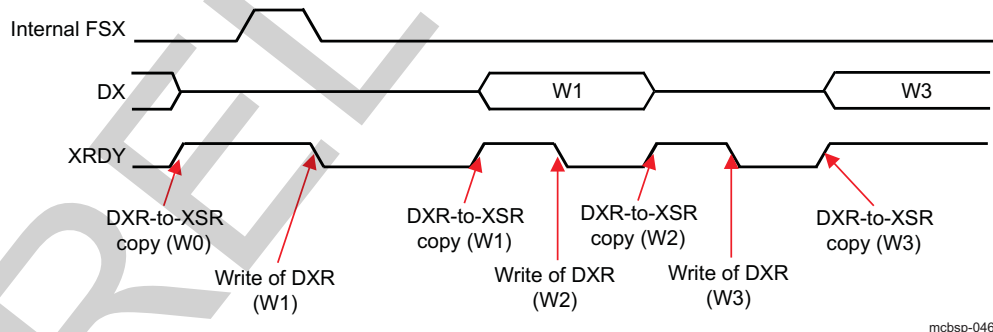 Internal FSX
DX
W1
W3
XRDY
DXR-to-XSR
copy (W0)
Write of DXR
(W1)
DXR-to-XSR
copy (W1)
Write of DXR
(W2)
DXR-to-XSR
copy (W2)
Write of DXR
(W3)
DXR-to-XSR
copy (W3)
mcbsp-046